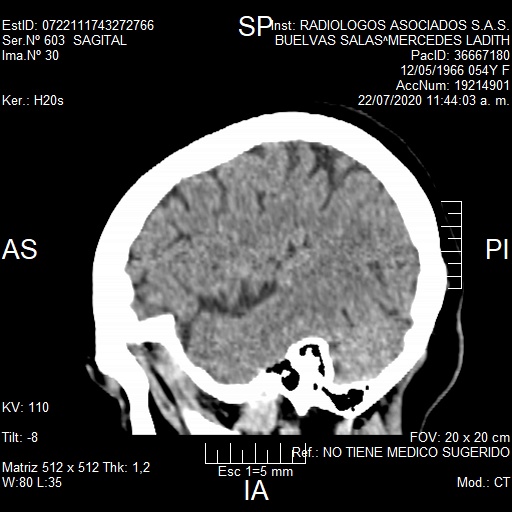 EstID: 0722111743272766
Ser.Nº 603 SAGITAL
Ima.Nº 30
Ker.: H20s
SP
Inst: RADIOLOGOS ASOCIADOS S.A.S.
BUELVAS SALAS^MERCEDES LADITH
PacID: 36667180
12/05/1966 054Y F
AccNum: 19214901
22/07/2020 11:44:03 a. m.
AS
PI
KV: 110
Tilt: -8
Matriz 512 x 512 Thk: 1,2
W:80 L:35
Esc 1=5 mm
IA
FOV: 20 x 20 cm
Ref.: NO TIENE MEDICO SUGERIDO
Mod.: CT